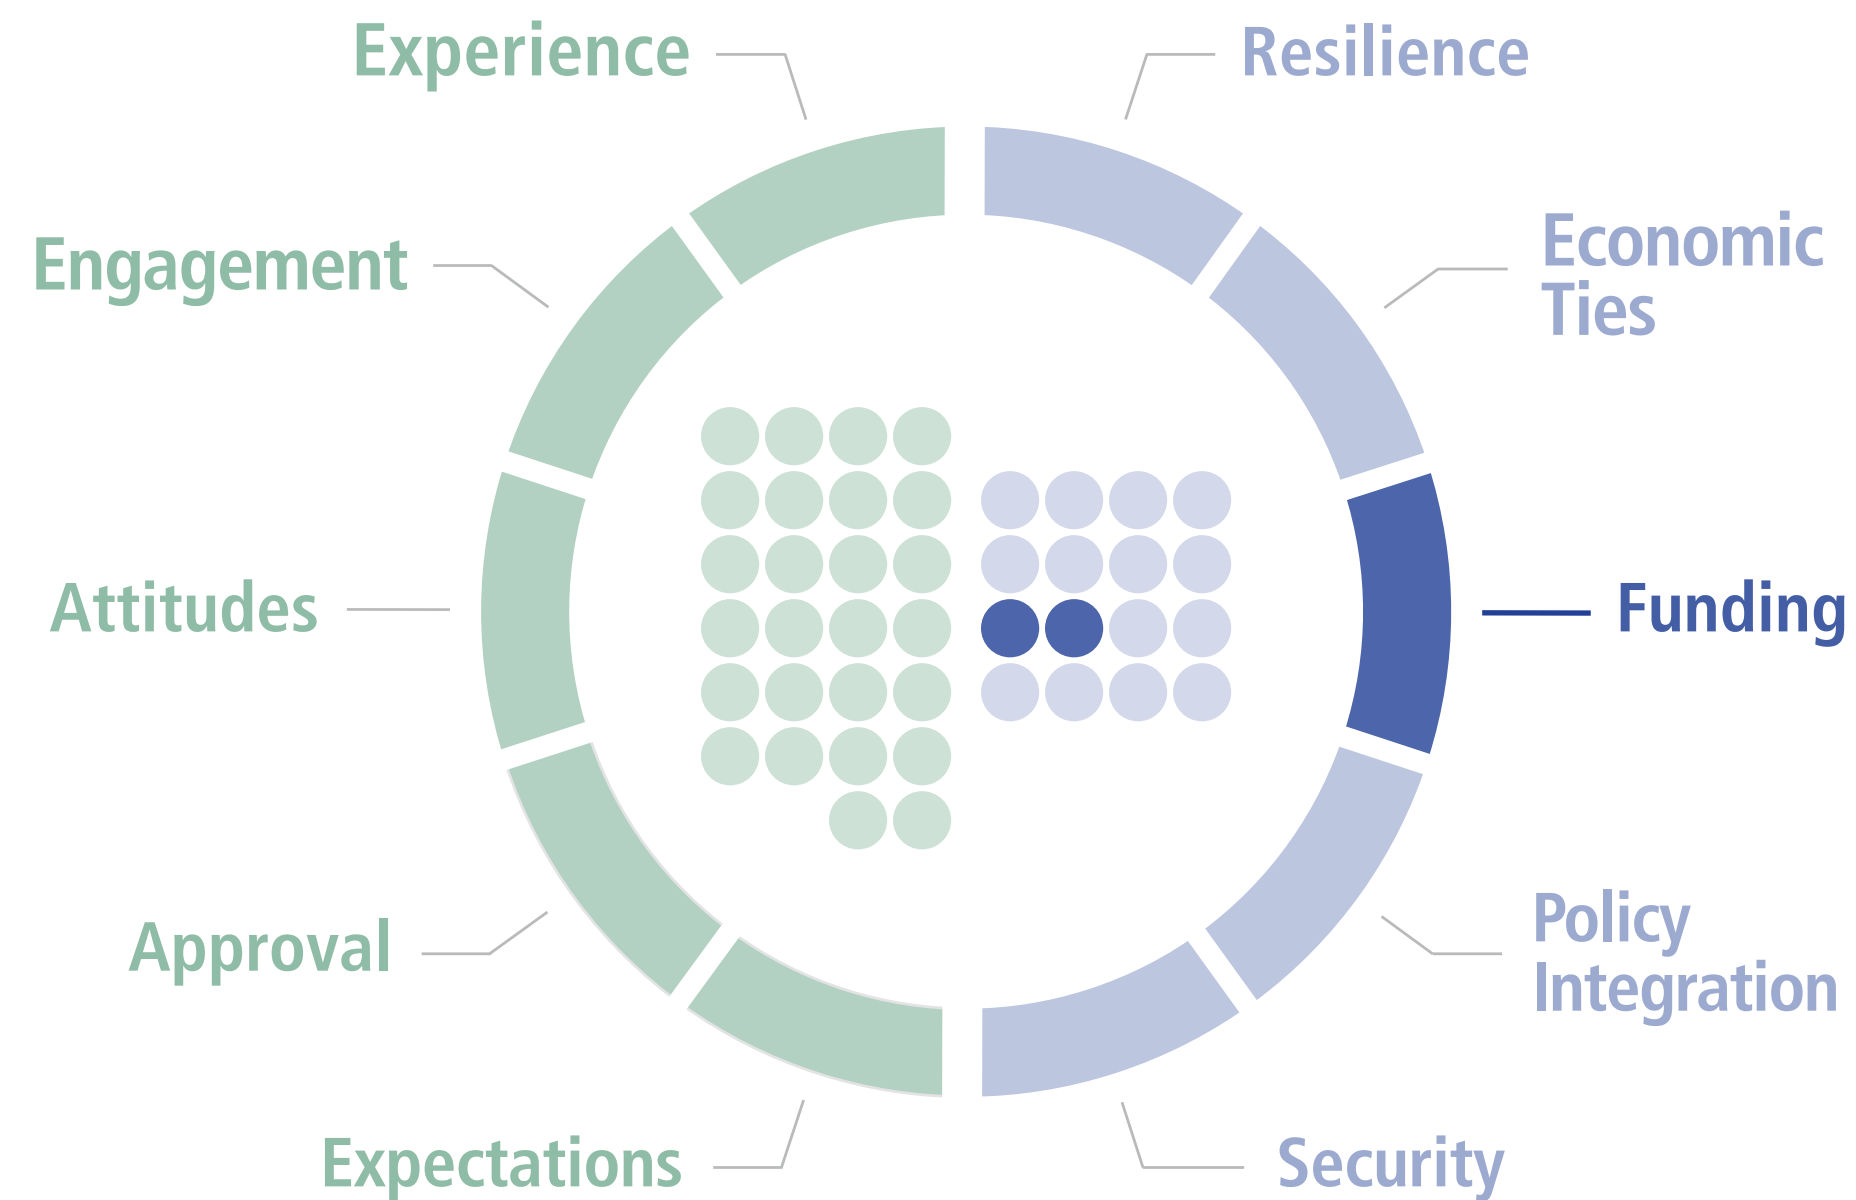 Experience
Resilience
Engagement
Economic
Ties
Attitudes
Funding
Approval
Policy
Integration
Expectations
Security